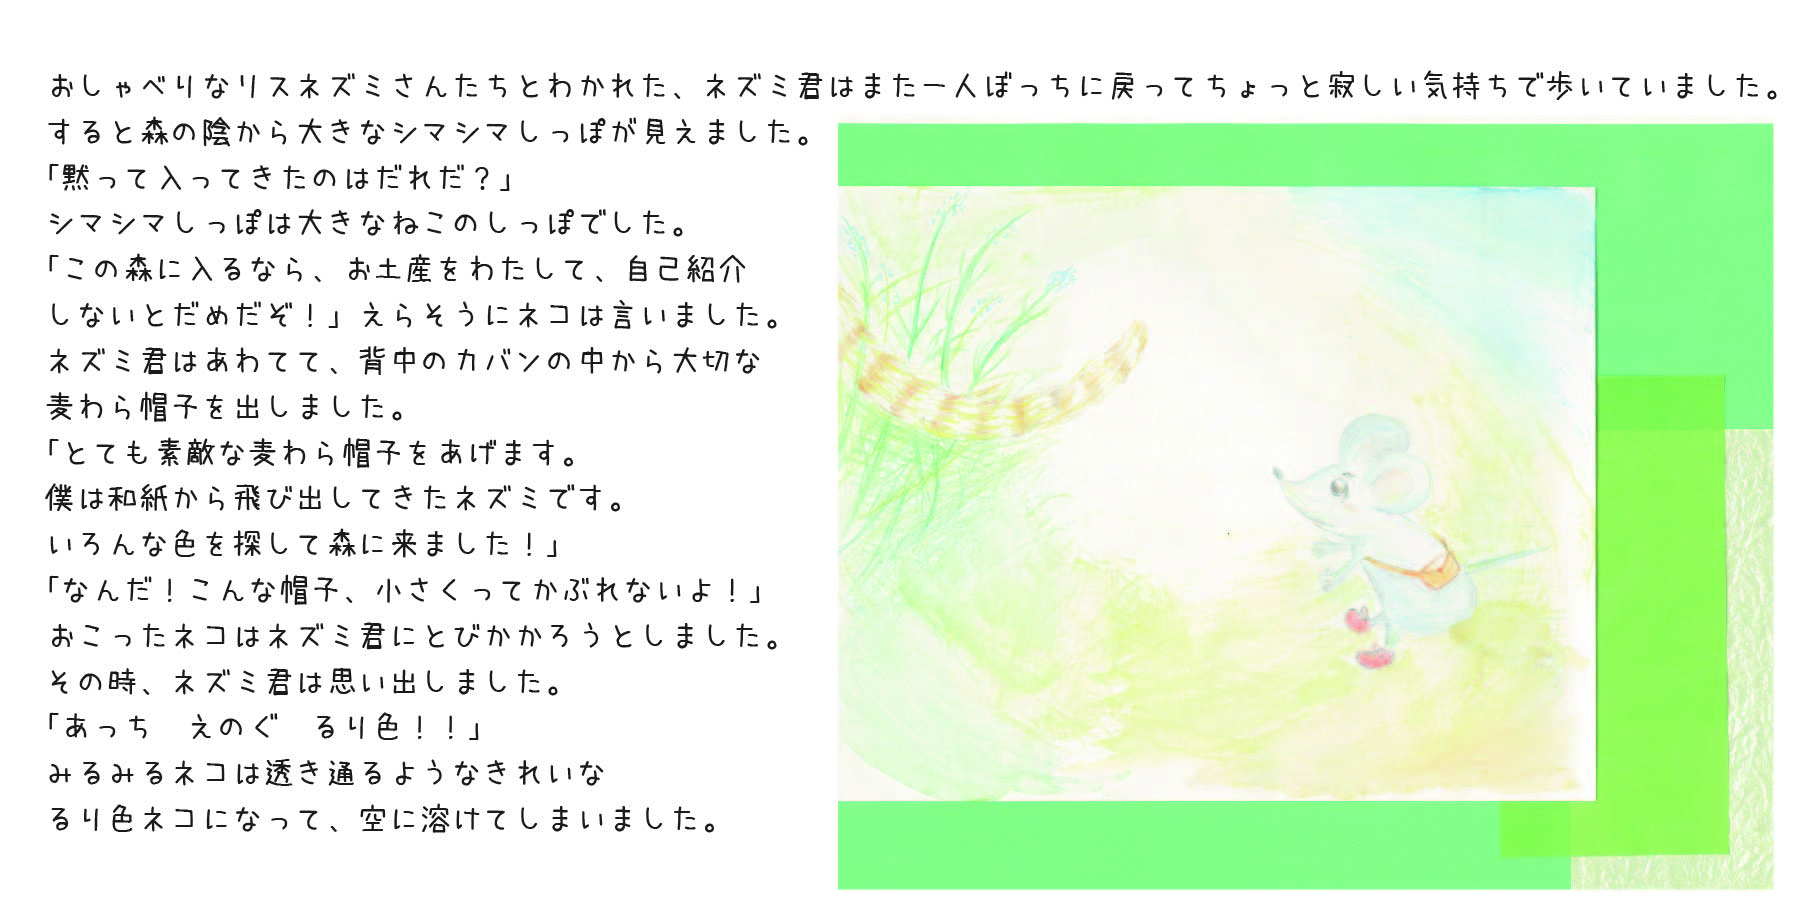 おしゃべりなリスネズミさんたちとわかれた、ネズミ君はまた一人ぼっちに戻ってちょっと寂しい気持ちで歩いていました。
すると森の陰から大きなシマシマしっぽが見えました。
「黙って入ってきたのはだれだ？」
シマシマしっぽは大きなねこのしっぽでした。
「この森に入るなら、お土産をわたして、自己紹介
しないとだめだぞ！」えらそうにネコは言いました。
ネズミ君はあわてて、背中のカバンの中から大切な
麦わら帽子を出しました。
「とても素敵な麦わら帽子をあげます。
僕は和紙から飛び出してきたネズミです。
いろんな色を探して森に来ました！」
「なんだ！こんな帽子、小さくってかぶれないよ！」
おこったネコはネズミ君にとびかかろうとしました。
その時、ネズミ君は思い出しました。
「あっち　えのぐ　るり色！！」
みるみるネコは透き通るようなきれいな
るり色ネコになって、空に溶けてしまいました。